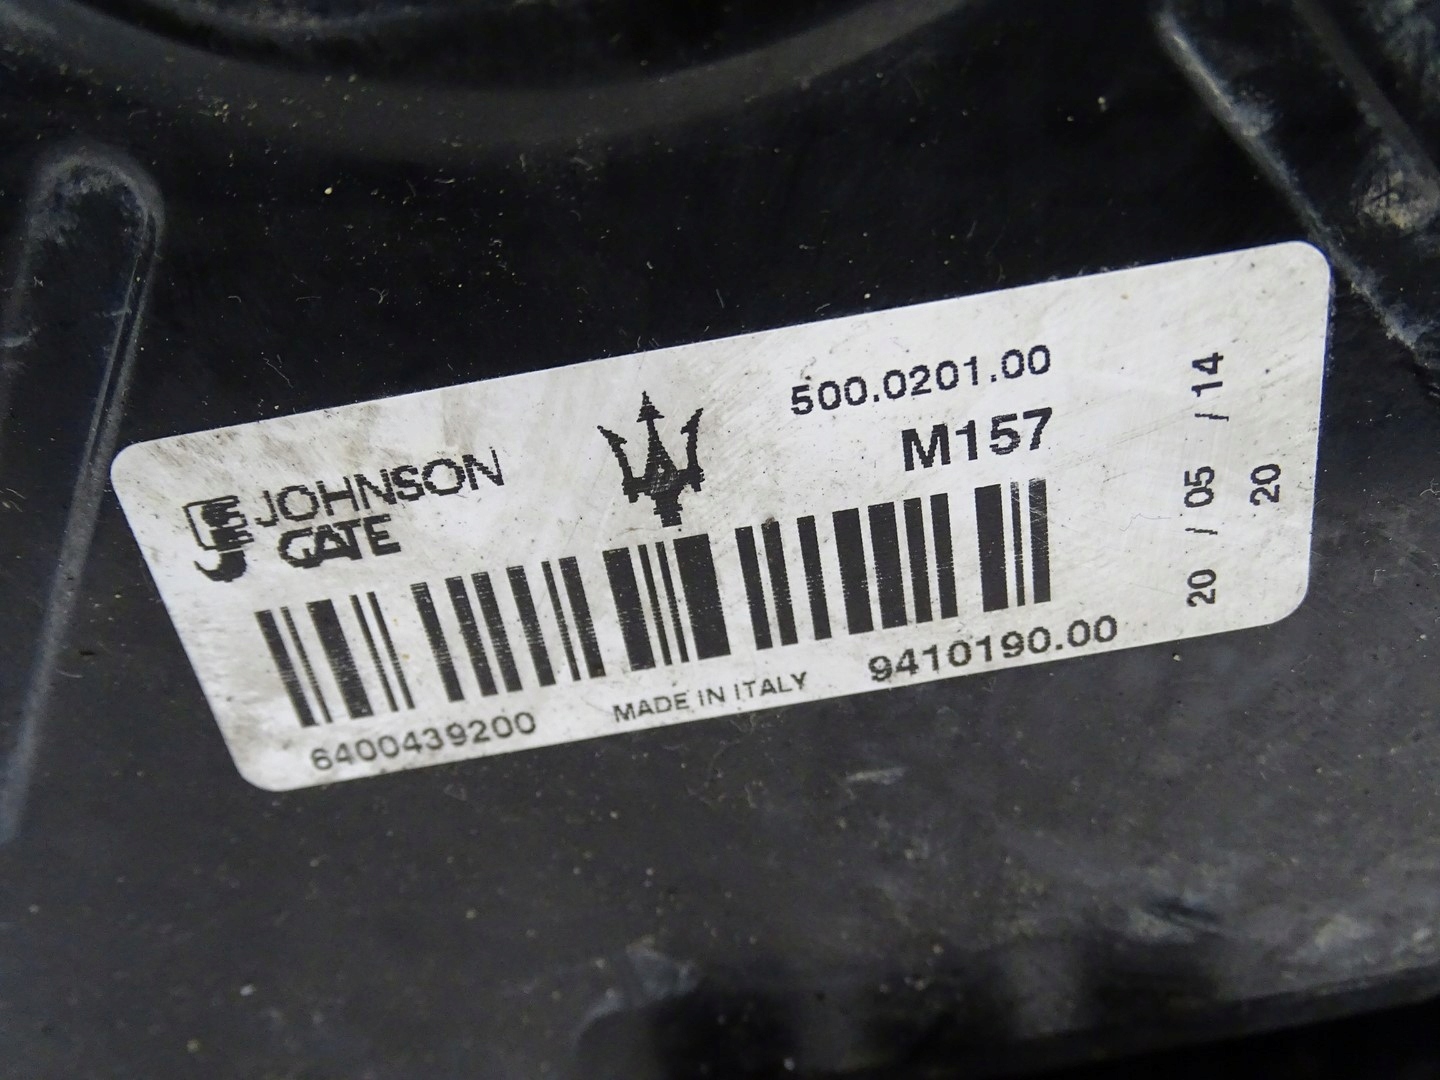 JOHNSON
GATE
500.0201.00
M157
6400439200
MADE IN ITALY
9410190.00
20 / 05 / 14
20